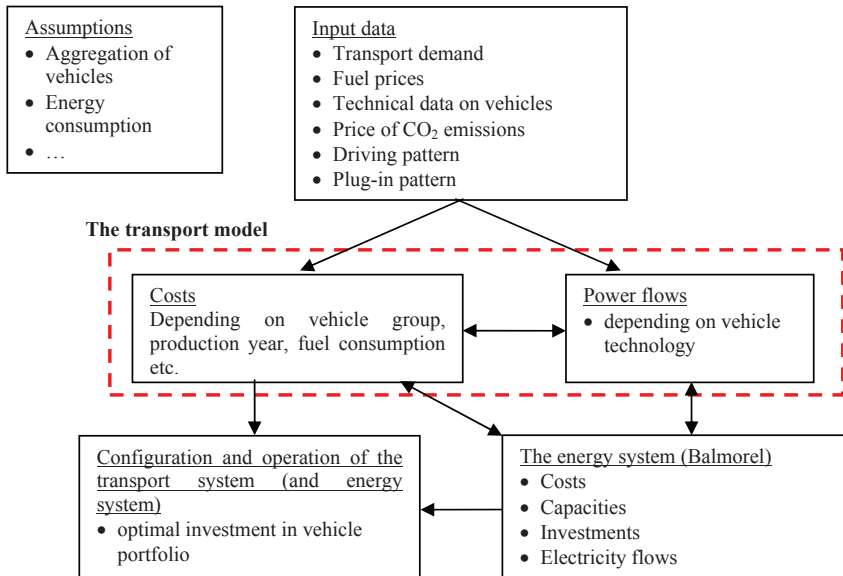 Assumptions
• Aggregation of
vehicles
• Energy
consumption
• …
Input data
• Transport demand
• Fuel prices
• Technical data on vehicles
• Price of CO₂ emissions
• Driving pattern
• Plug-in pattern
The transport model
Costs
Depending on vehicle group,
production year, fuel consumption
etc.
Power flows
• depending on vehicle
technology
Configuration and operation of the
transport system (and energy
system)
• optimal investment in vehicle
portfolio
The energy system (Balmorel)
• Costs
• Capacities
• Investments
• Electricity flows